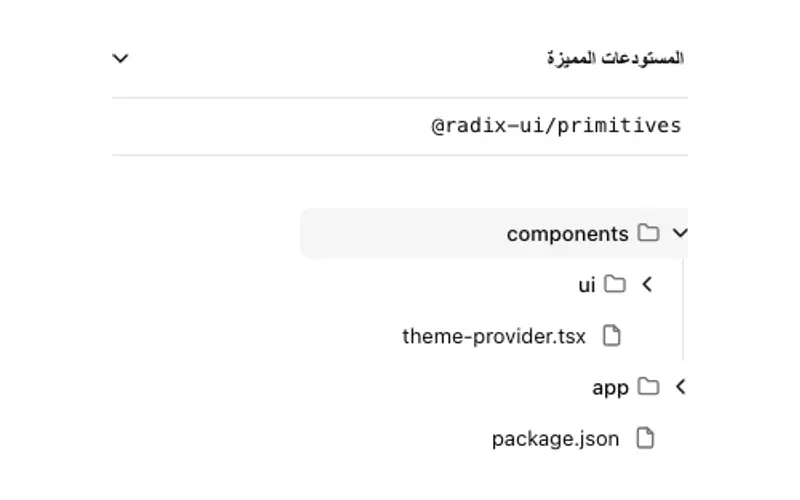 المستودعات المميزة
@radix-ui/primitives
components
ui
theme-provider.tsx
app
package.json